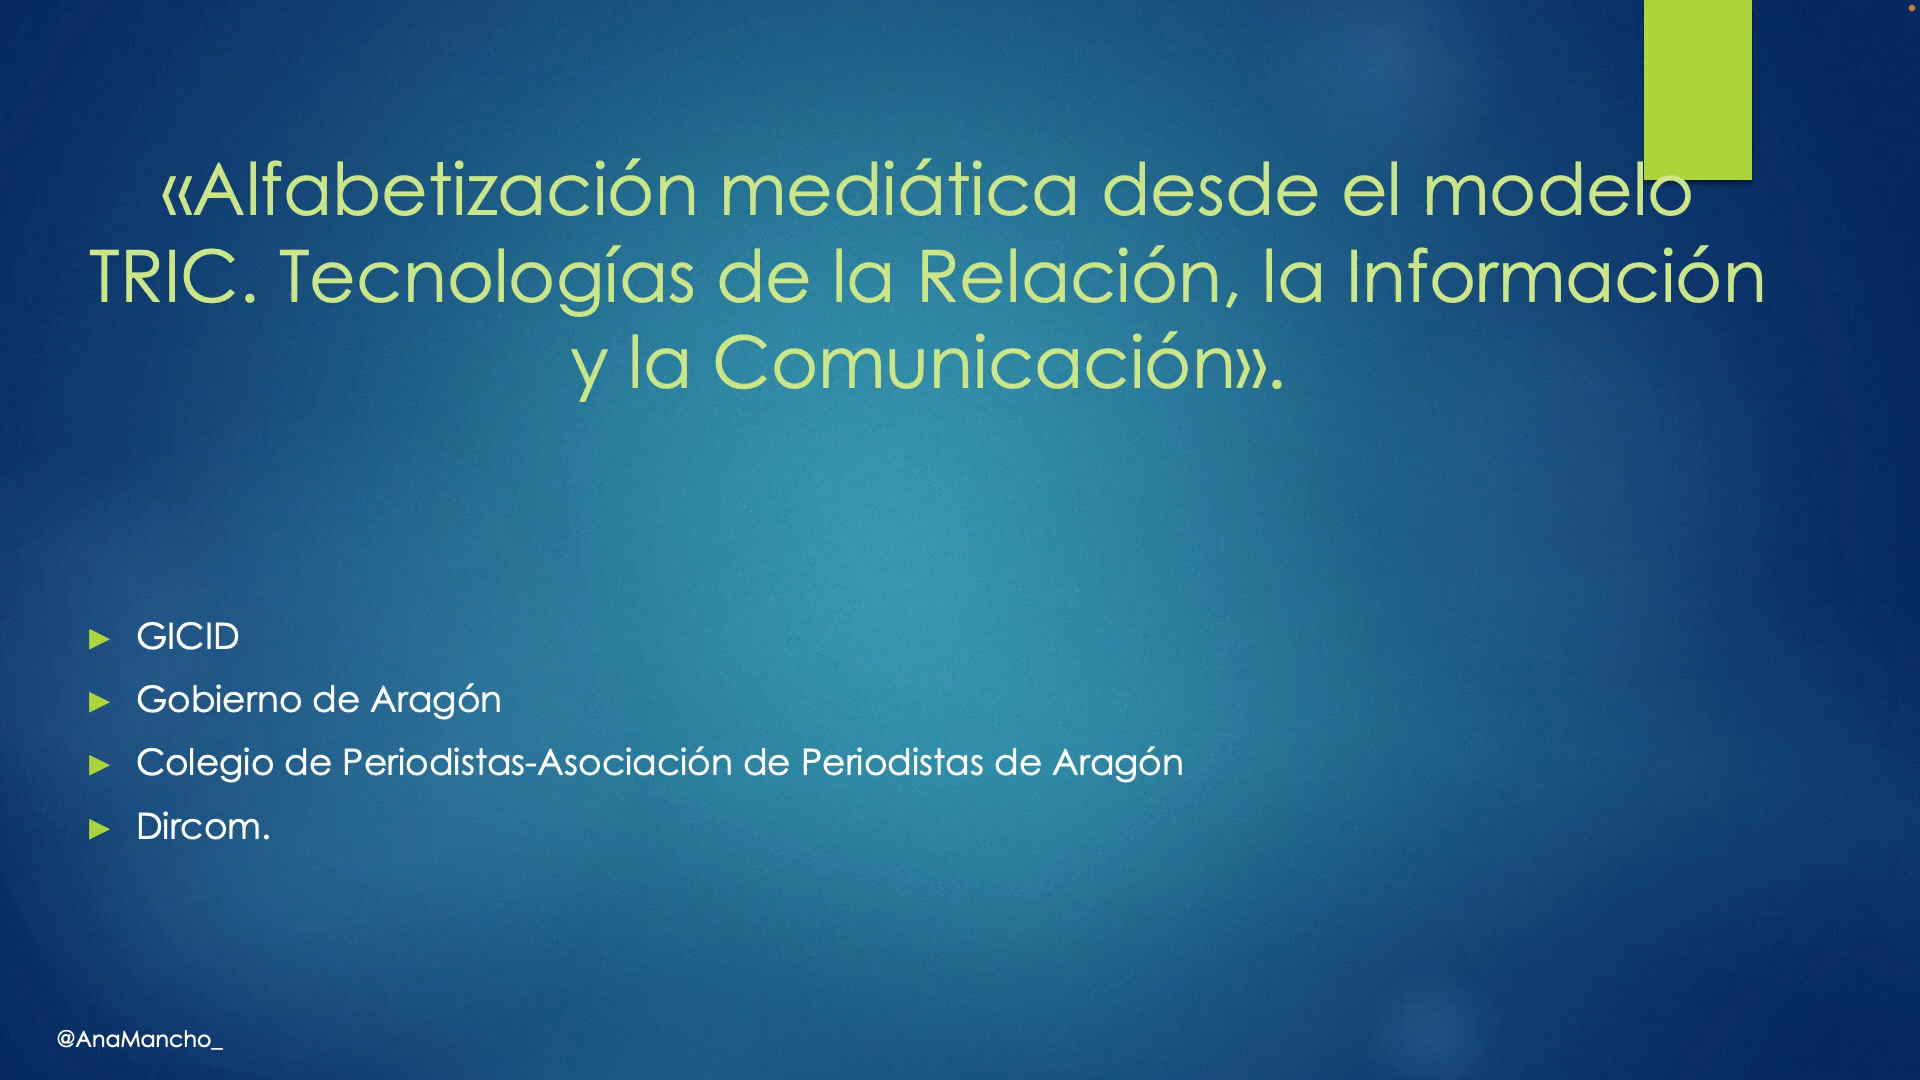 «Alfabetización mediática desde el modelo
TRIC. Tecnologías de la Relación, la Información
y la Comunicación».
GICID
Gobierno de Aragón
Colegio de Periodistas-Asociación de Periodistas de Aragón
Dircom.
@AnaMancho_